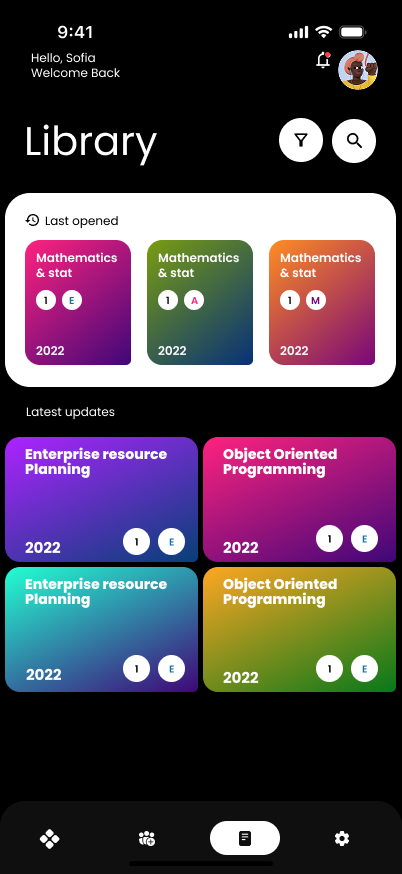 9:41
Hello, Sofia
Welcome Back
Library
Last opened
Mathematics
& stat
1 E
2022
Mathematics
& stat
1 A
2022
Mathematics
& stat
1 M
2022
Latest updates
Enterprise resource
Planning
2022 1 E
Object Oriented
Programming
2022 1 E
Enterprise resource
Planning
2022 1 E
Object Oriented
Programming
2022 1 E